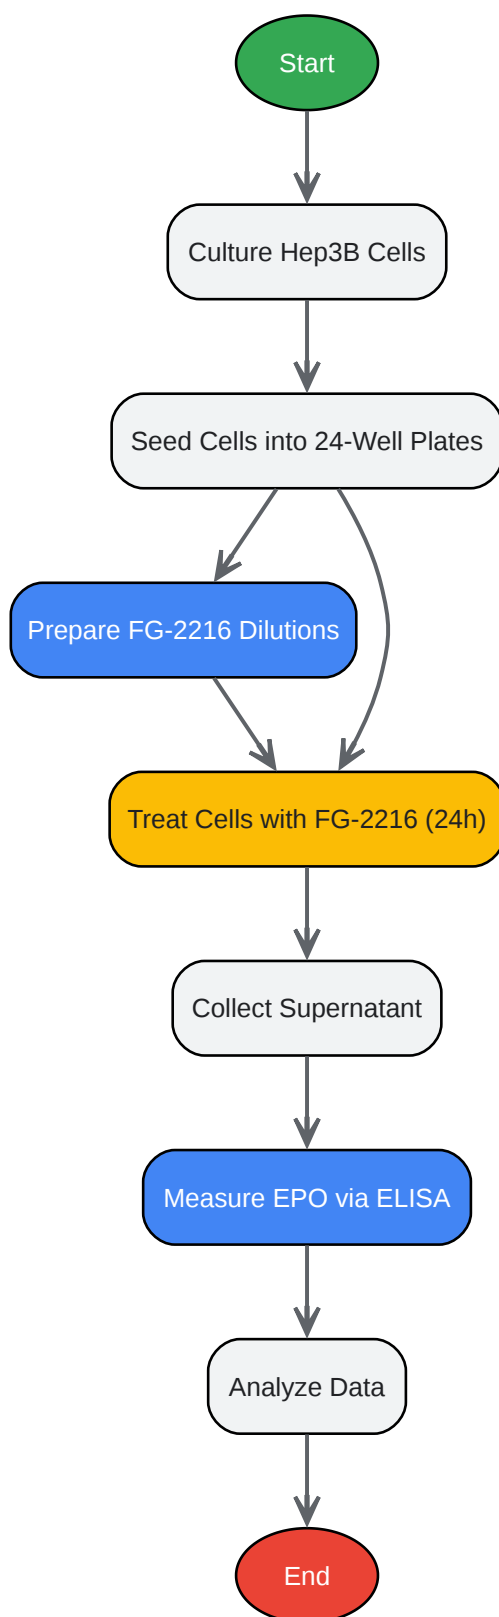 Start
Culture Hep3B Cells
Seed Cells into 24-Well Plates
Prepare FG-2216 Dilutions
Treat Cells with FG-2216 (24h)
Collect Supernatant
Measure EPO via ELISA
Analyze Data
End